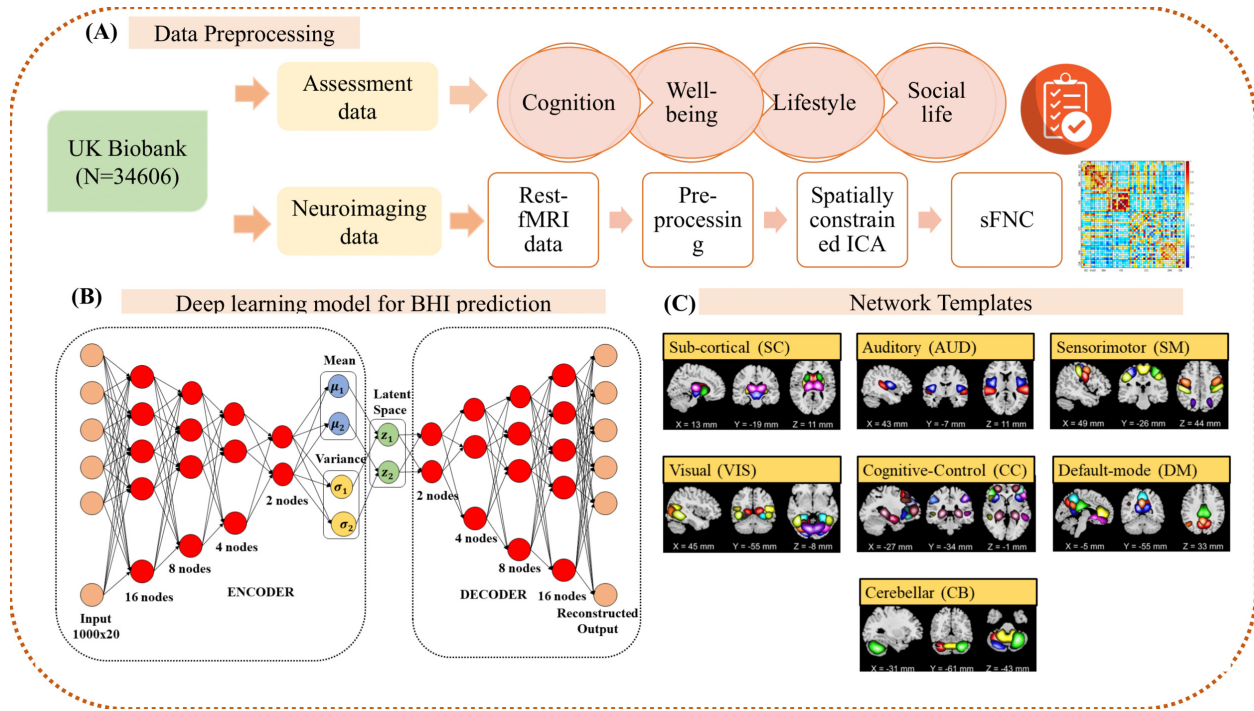 (A)
Data Preprocessing
UK Biobank
(N=34606)
Assessment
data
Cognition
Well-
being
Lifestyle
Social
life
Neuroimaging
data
Rest-
fMRI
data
Pre-
processin
g
Spatially
constrain
ed ICA
sFNC
(B)
Deep learning model for BHI prediction
Mean
μ1
μ2
Variance
σ1
σ2
Latent
Space
z1
z2
2 nodes
2 nodes
4 nodes
4 nodes
8 nodes
8 nodes
16 nodes
16 nodes
ENCODER
DECODER
Input
1000x20
Reconstructed
Output
(C)
Network Templates
Sub-cortical (SC)
X = 13 mm Y = -19 mm Z = 11 mm
Auditory (AUD)
X = 43 mm Y = -7 mm Z = 11 mm
Sensorimotor (SM)
X = 49 mm Y = -26 mm Z = 44 mm
Visual (VIS)
X = 45 mm Y = -55 mm Z = -8 mm
Cognitive-Control (CC)
X = -27 mm Y = -34 mm Z = -1 mm
Default-mode (DM)
X = -5 mm Y = -55 mm Z = 33 mm
Cerebellar (CB)
X = -31 mm Y = -61 mm Z = -43 mm